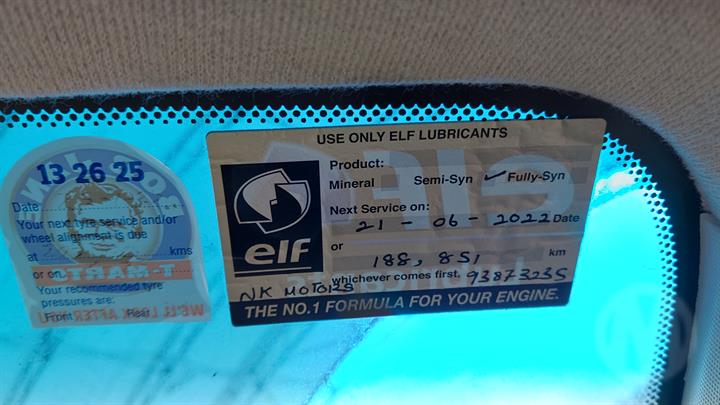 13 26 25
Date
Your next tyre service and/or
wheel alignment is due
at kms
or on
Your recommended tyre
pressures are:
Front Rear
T-MART
USE ONLY ELF LUBRICANTS
Product:
Mineral Semi-Syn ✓ Fully-Syn
Next Service on:
21 - 06 - 2022 Date
or
188,851 km
whichever comes first. 93873235
NK MOTORS
elf
THE NO.1 FORMULA FOR YOUR ENGINE.